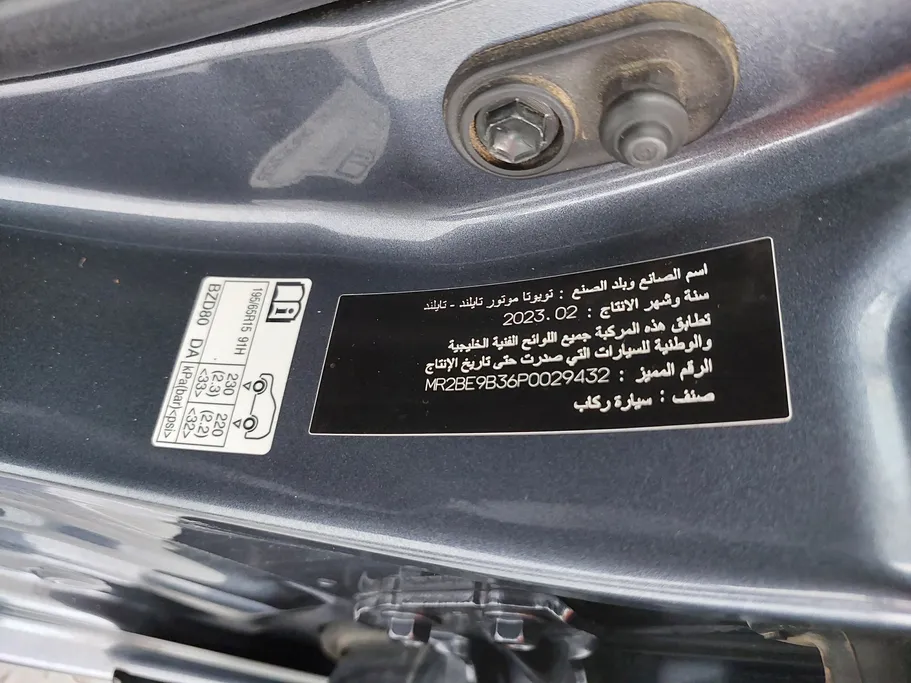 اسم الصانع وبلد الصنع : تويوتا موتور تايلند - تايلند
سنة وشهر الانتاج : 2023.02
تطابق هذه المركبة جميع اللوائح الفنية الخليجية
والوطنية للسيارات التي صدرت حتى تاريخ الإنتاج
الرقم المميز : MR2BE9B36P0029432
صنف : سيارة ركاب
195/65R15 91H
230 (2.3) <33>
220 (2.2) <32>
kPa(bar)<psi>
BZD80 DA